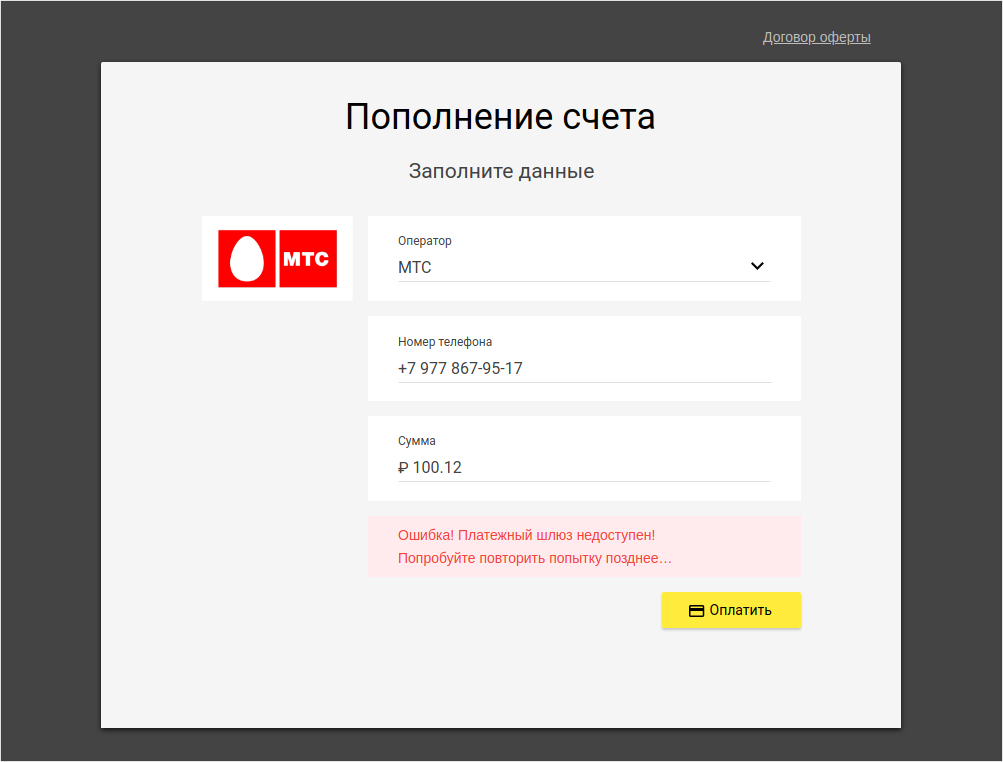 Договор оферты
Пополнение счета
Заполните данные
МТС
Оператор
МТС
Номер телефона
+7 977 867-95-17
Сумма
₽ 100.12
Ошибка! Платежный шлюз недоступен!
Попробуйте повторить попытку позднее…
Оплатить